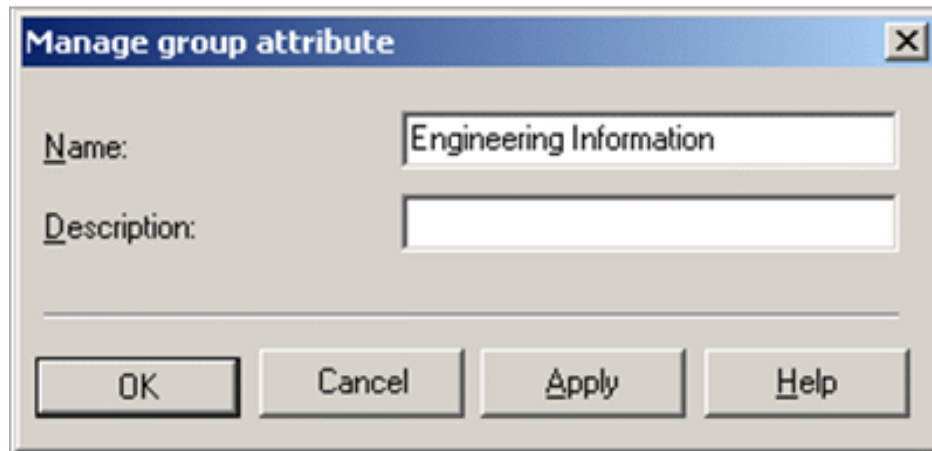 Manage group attribute
Name:
Engineering Information
Description:
OK Cancel Apply Help